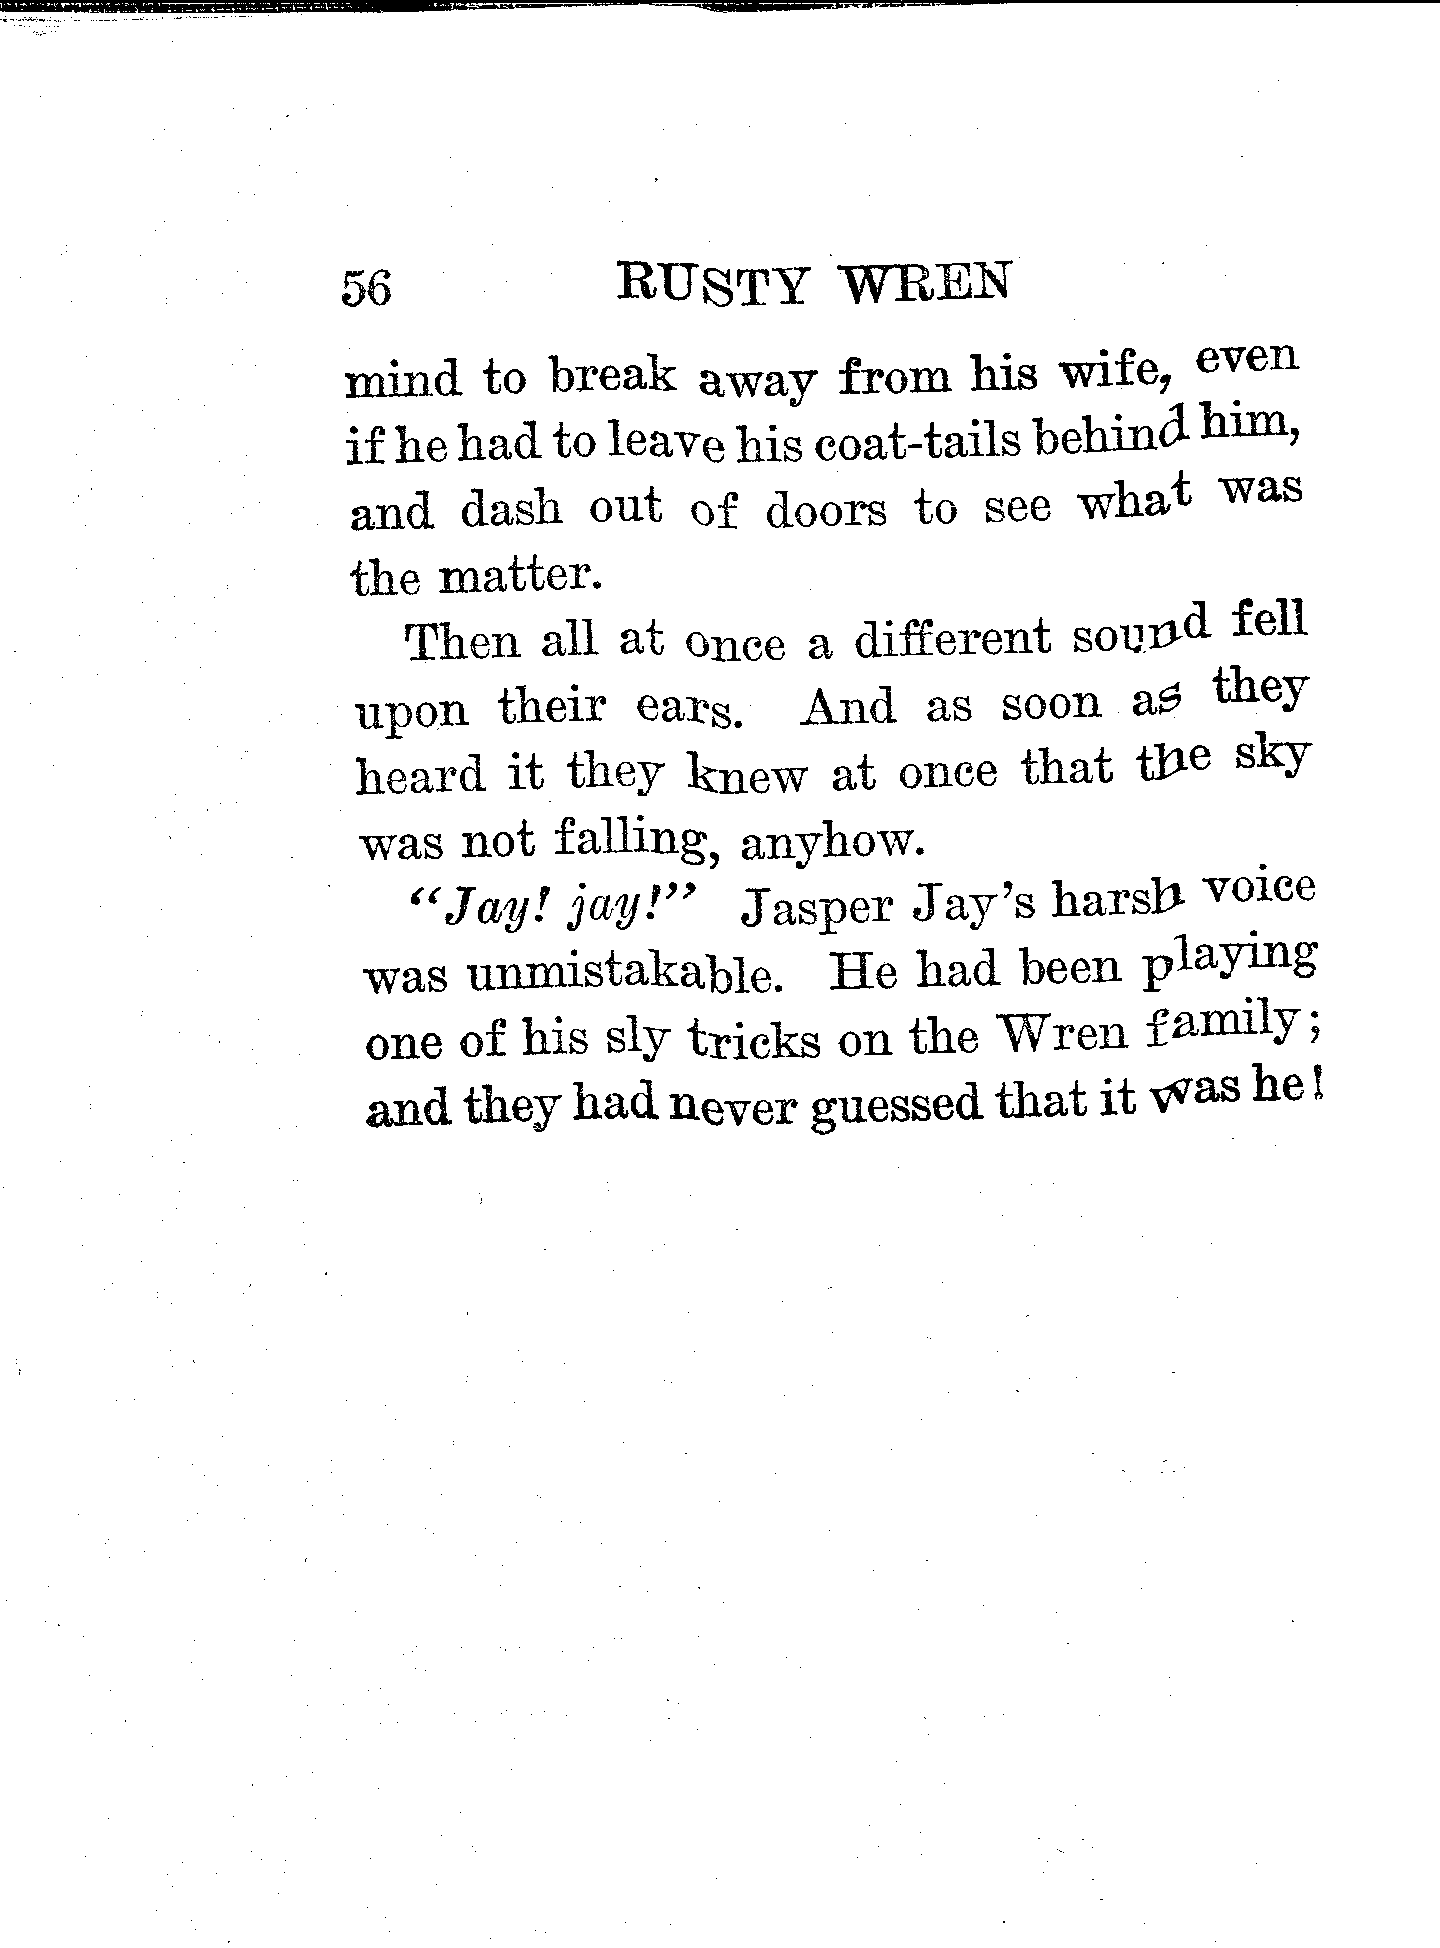 56 RUSTY WREN
mind to break away from his wife, even
if he had to leave his coat-tails behind him,
and dash out of doors to see what was
the matter.
Then all at once a different sound fell
upon their ears. And as soon as they
heard it they knew at once that the sky
was not falling, anyhow.
"Jay! jay!" Jasper Jay's harsh voice
was unmistakable. He had been playing
one of his sly tricks on the Wren family;
and they had never guessed that it was he!